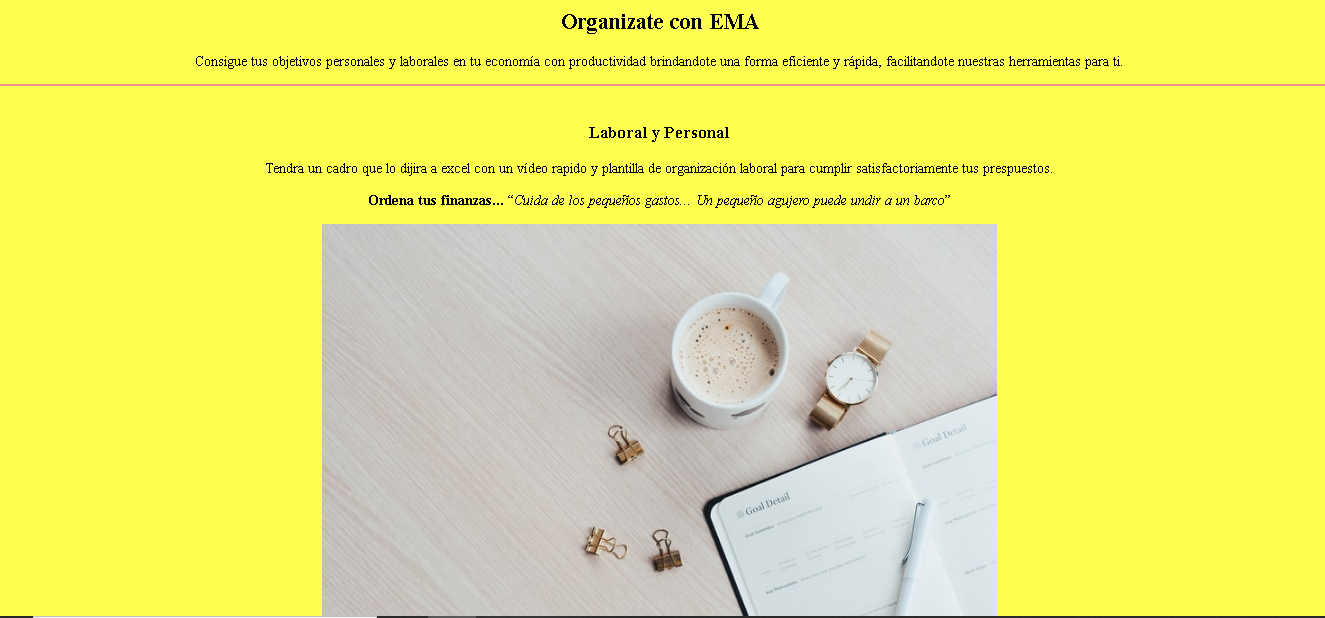 Organizate con EMA
Consigue tus objetivos personales y laborales en tu economía con productividad brindandote una forma eficiente y rápida, facilitandote nuestras herramientas para ti.
Laboral y Personal
Tendra un cadro que lo dijira a excel con un vídeo rapido y plantilla de organización laboral para cumplir satisfactoriamente tus prespuestos.
Ordena tus finanzas... “Cuida de los pequeños gastos... Un pequeño agujero puede undir a un barco”
Goal Detail
Goal Detail